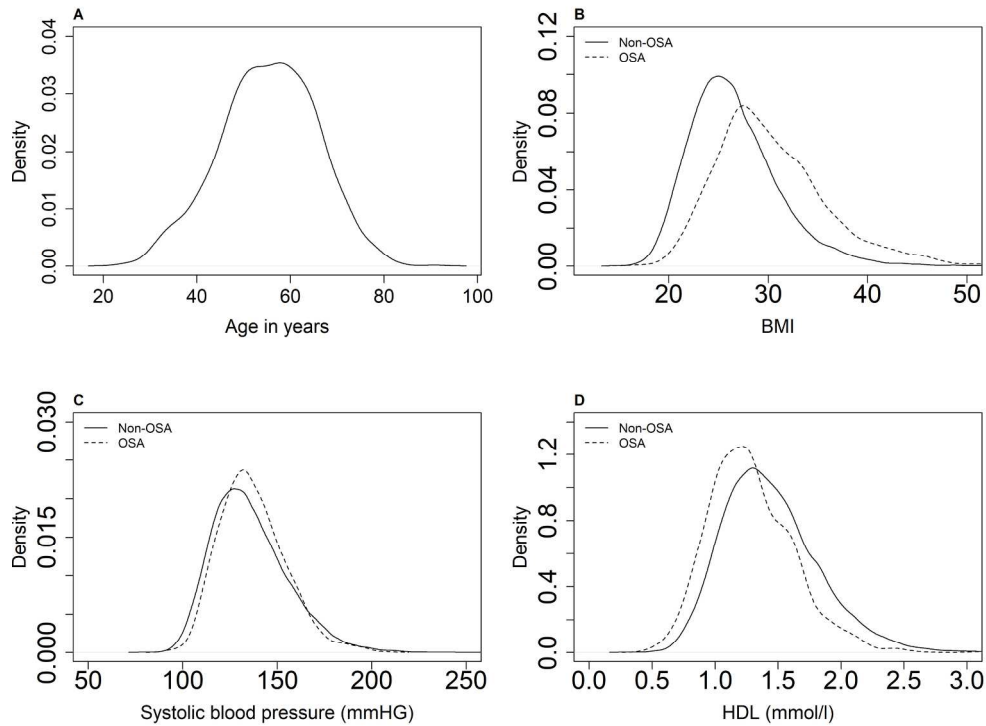 A
0.04
0.03
0.02
0.01
0.00
Density
20 40 60 80 100
Age in years
B
Non-OSA
OSA
0.12
0.08
0.04
0.00
Density
20 30 40 50
BMI
C
Non-OSA
OSA
0.030
0.015
0.000
Density
50 100 150 200 250
Systolic blood pressure (mmHG)
D
Non-OSA
OSA
1.2
0.8
0.4
0.0
Density
0.0 0.5 1.0 1.5 2.0 2.5 3.0
HDL (mmol/l)